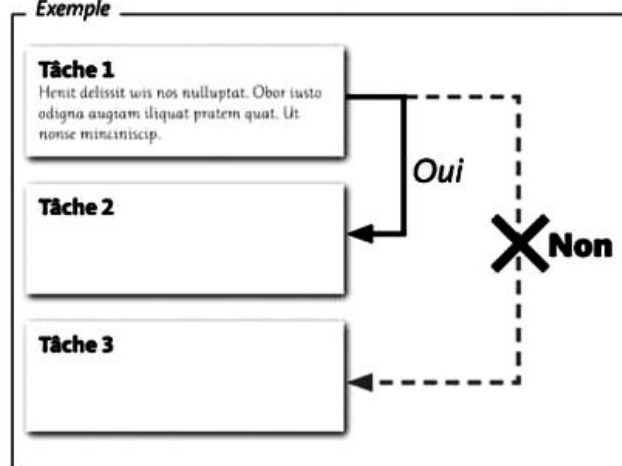 Exemple
Tâche 1
Henit delissit wis nos nulluptat. Obor iusto
odigna augiam iliquat pratem quat. Ut
nonse minciniscip.
Oui
Tâche 2
Non
Tâche 3